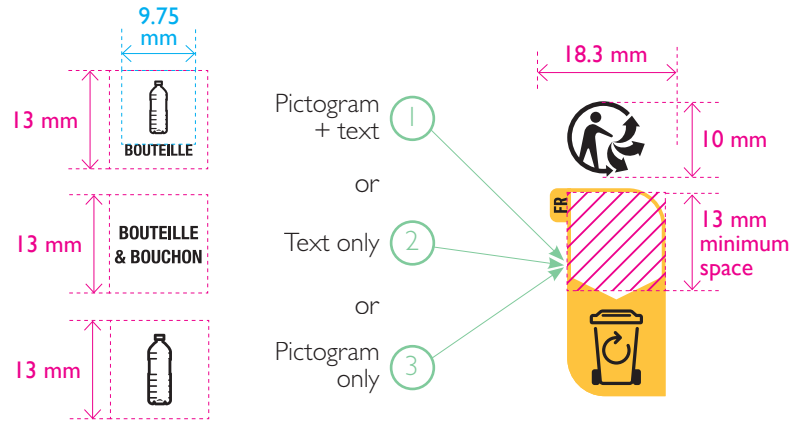 9.75
mm
13 mm
BOUTEILLE
13 mm
BOUTEILLE
& BOUCHON
13 mm
Pictogram
+ text
1
or
Text only
2
or
Pictogram
only
3
18.3 mm
10 mm
FR
13 mm
minimum
space